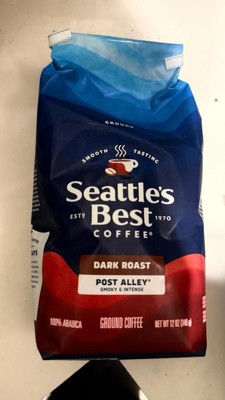 GROUND
SMOOTH TASTING
Seattle's
ESTD Best 1970
COFFEE®
DARK ROAST
POST ALLEY®
SMOKY & INTENSE
100% ARABICA GROUND COFFEE NET WT 12 OZ (340 g)